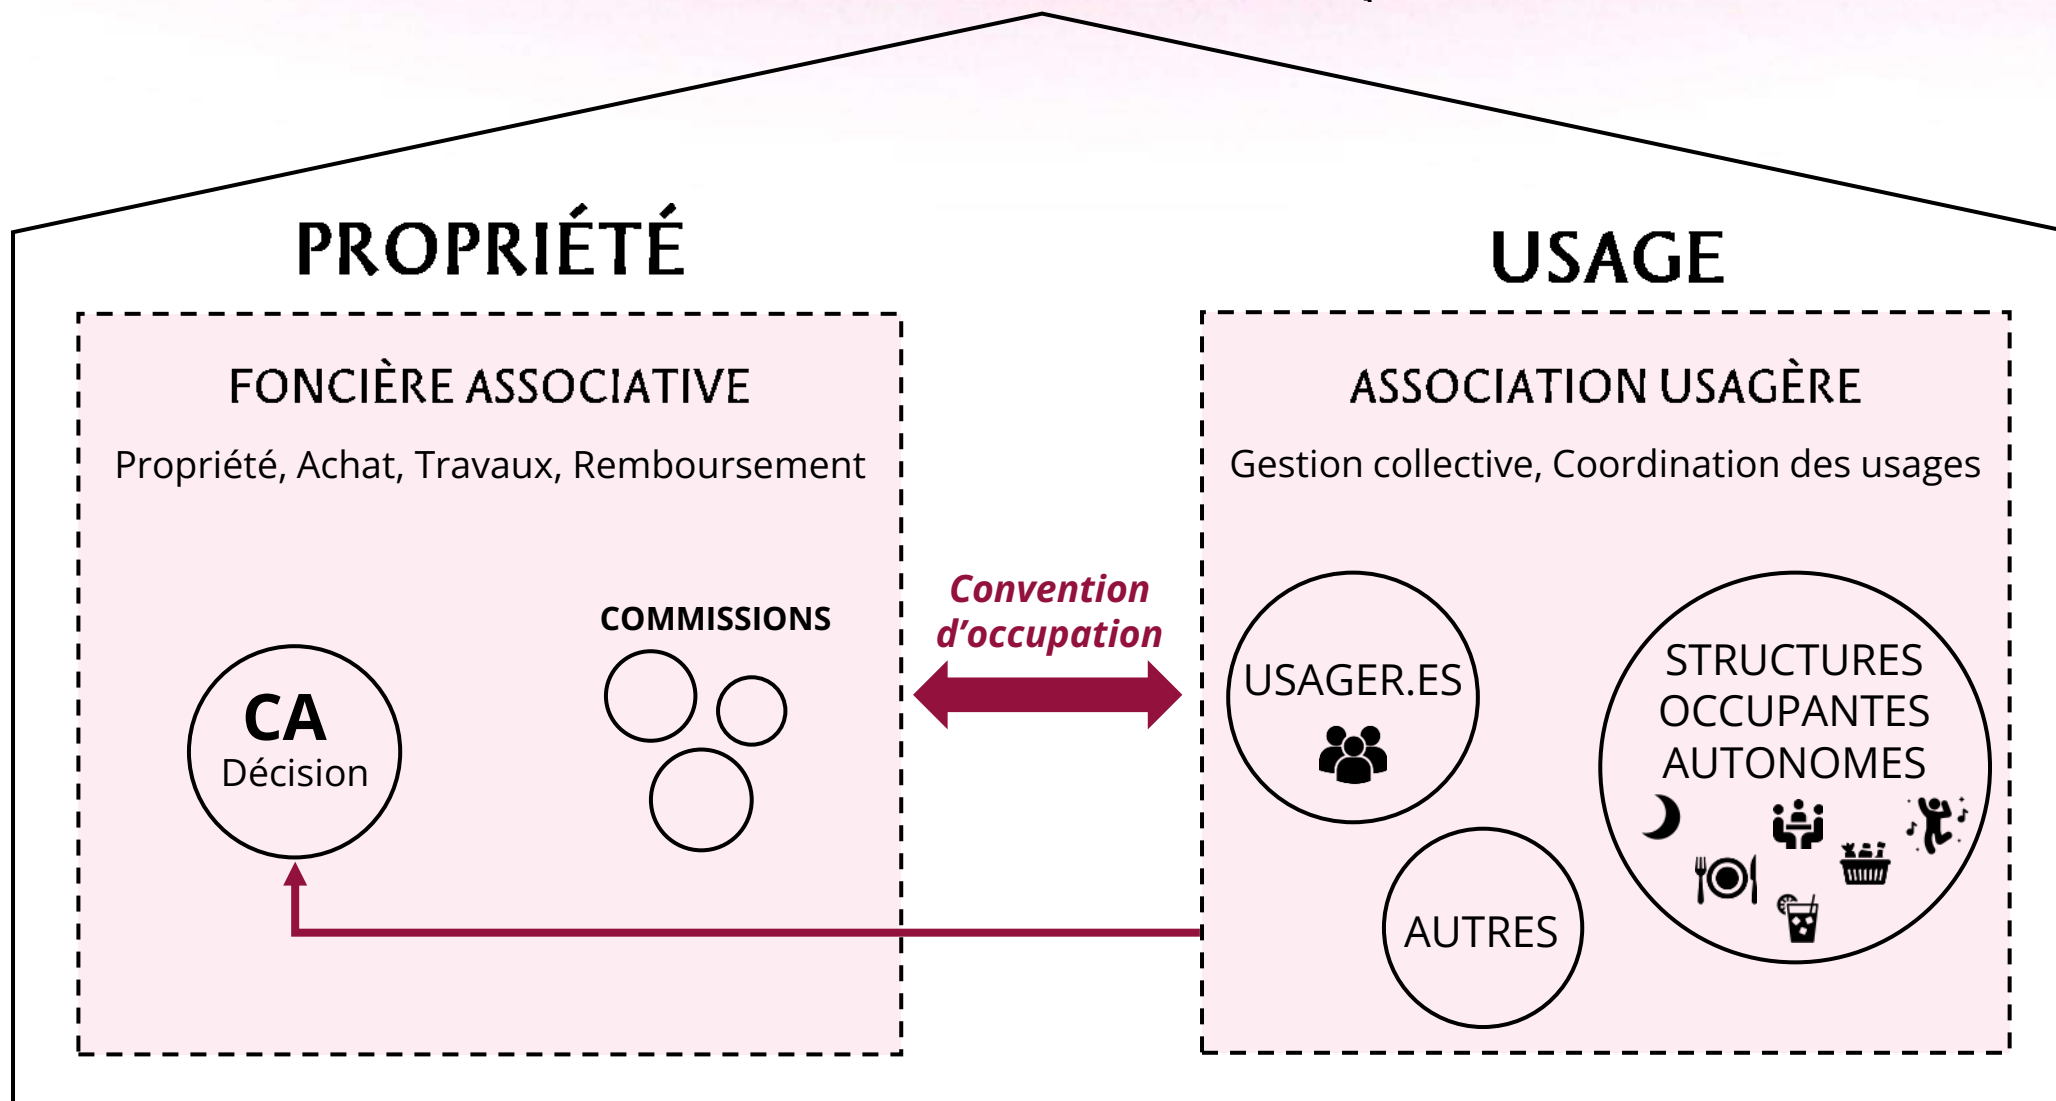 PROPRIÉTÉ
FONCIÈRE ASSOCIATIVE
Propriété, Achat, Travaux, Remboursement
CA
Décision
COMMISSIONS
Convention
d’occupation
USAGE
ASSOCIATION USAGÈRE
Gestion collective, Coordination des usages
USAGER.ES
STRUCTURES
OCCUPANTES
AUTONOMES
AUTRES